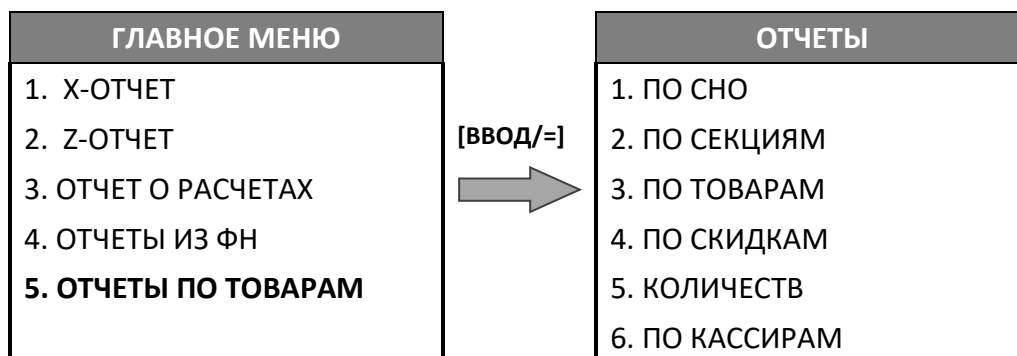 ГЛАВНОЕ МЕНЮ
1. X-ОТЧЕТ
2. Z-ОТЧЕТ
3. ОТЧЕТ О РАСЧЕТАХ
4. ОТЧЕТЫ ИЗ ФН
5. ОТЧЕТЫ ПО ТОВАРАМ
[ВВОД/=]
ОТЧЕТЫ
1. ПО СНО
2. ПО СЕКЦИЯМ
3. ПО ТОВАРАМ
4. ПО СКИДКАМ
5. КОЛИЧЕСТВ
6. ПО КАССИРАМ